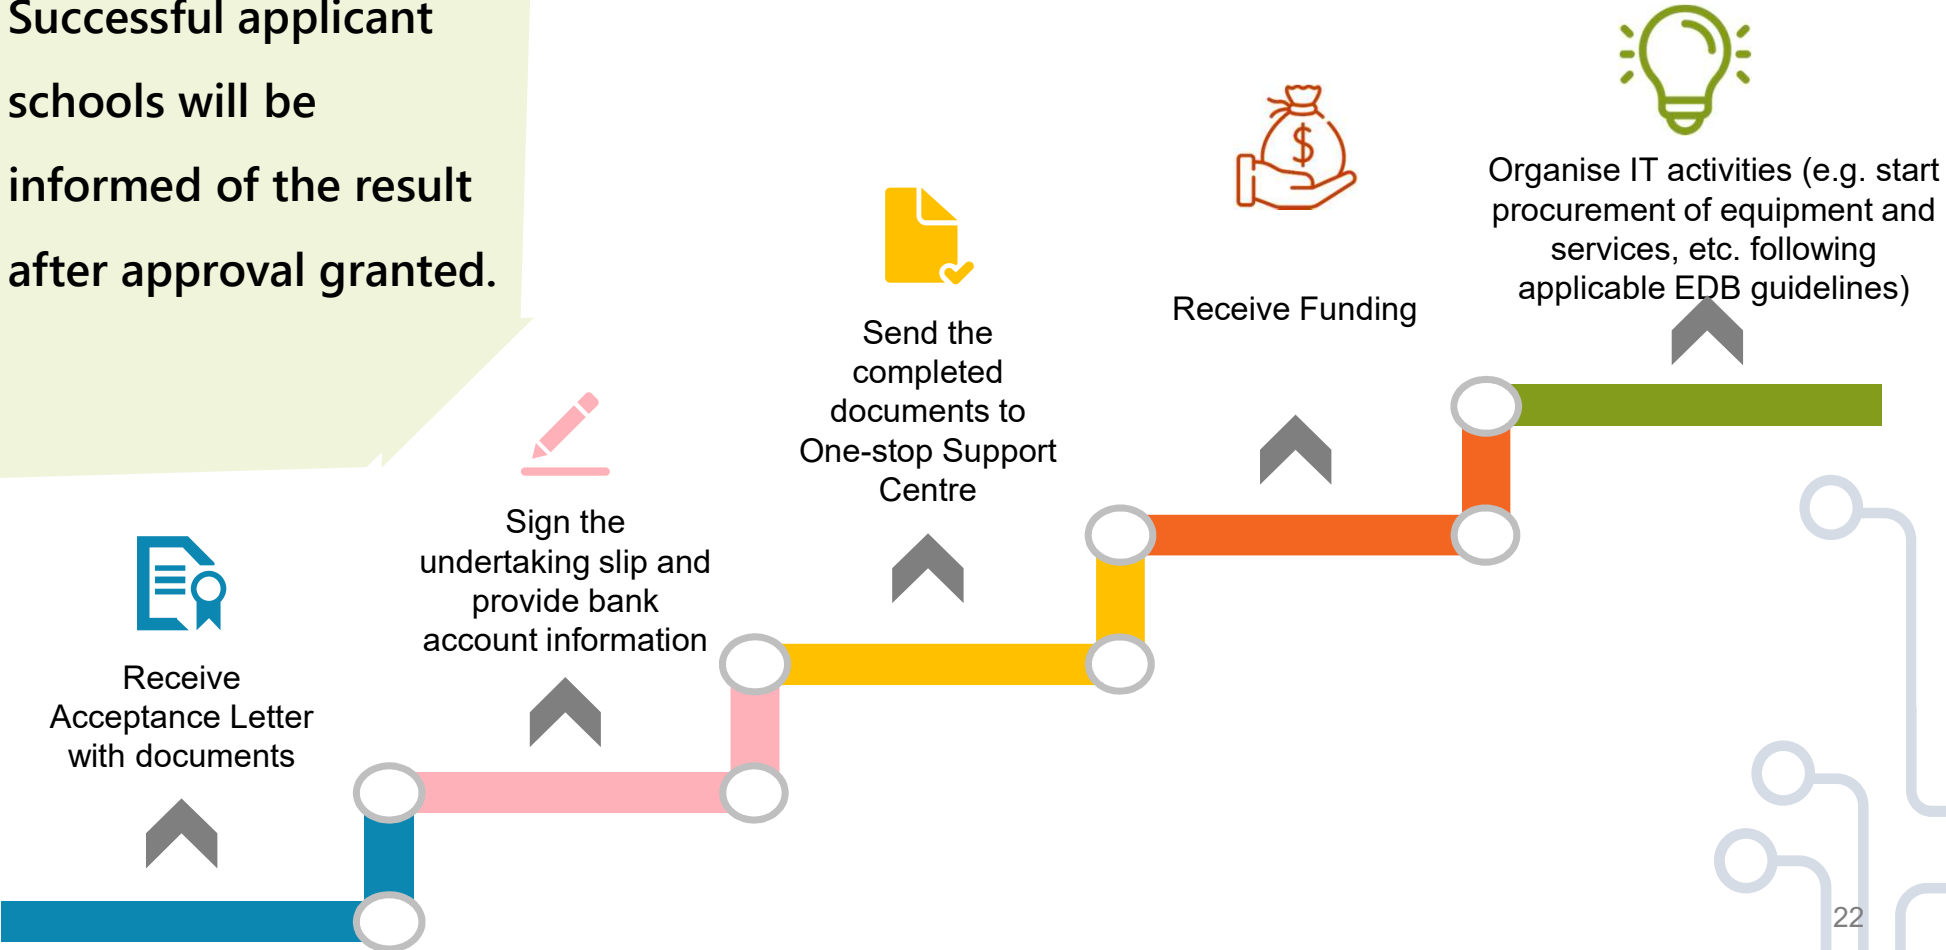 Successful applicant
schools will be
informed of the result
after approval granted.
Receive
Acceptance Letter
with documents
Sign the
undertaking slip and
provide bank
account information
Send the
completed
documents to
One-stop Support
Centre
Receive Funding
Organise IT activities (e.g. start
procurement of equipment and
services, etc. following
applicable EDB guidelines)
$
22